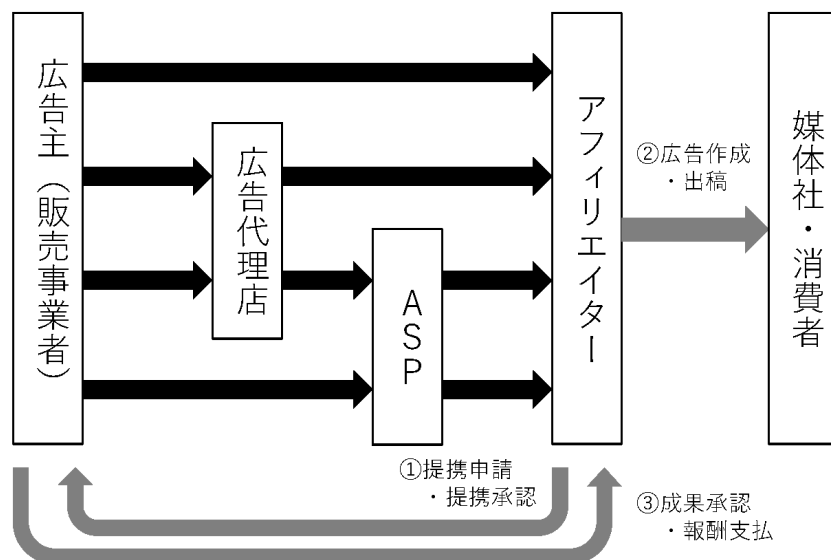 広告主（販売事業者）
広告代理店
ASP
アフィリエイター
媒体社・消費者
②広告作成
・出稿
①提携申請
・提携承認
③成果承認
・報酬支払